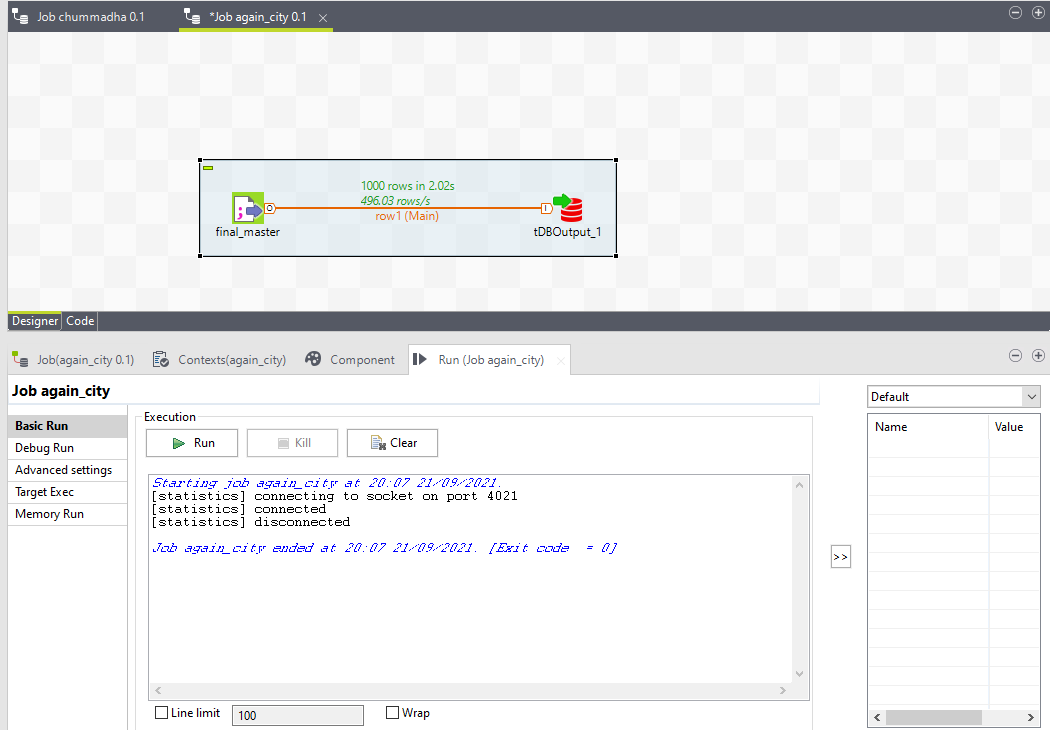 Job chummadha 0.1
*Job again_city 0.1
1000 rows in 2.02s
496.03 rows/s
row1 (Main)
final_master
tDBOutput_1
Designer
Code
Job(again_city 0.1)
Contexts(again_city)
Component
Run (Job again_city)
Job again_city
Default
Basic Run
Debug Run
Advanced settings
Target Exec
Memory Run
Execution
Run
Kill
Clear
Name
Value
Starting job again_city at 20:07 21/09/2021.
[statistics] connecting to socket on port 4021
[statistics] connected
[statistics] disconnected
Job again_city ended at 20:07 21/09/2021. [Exit code  = 0]
>>
Line limit
100
Wrap